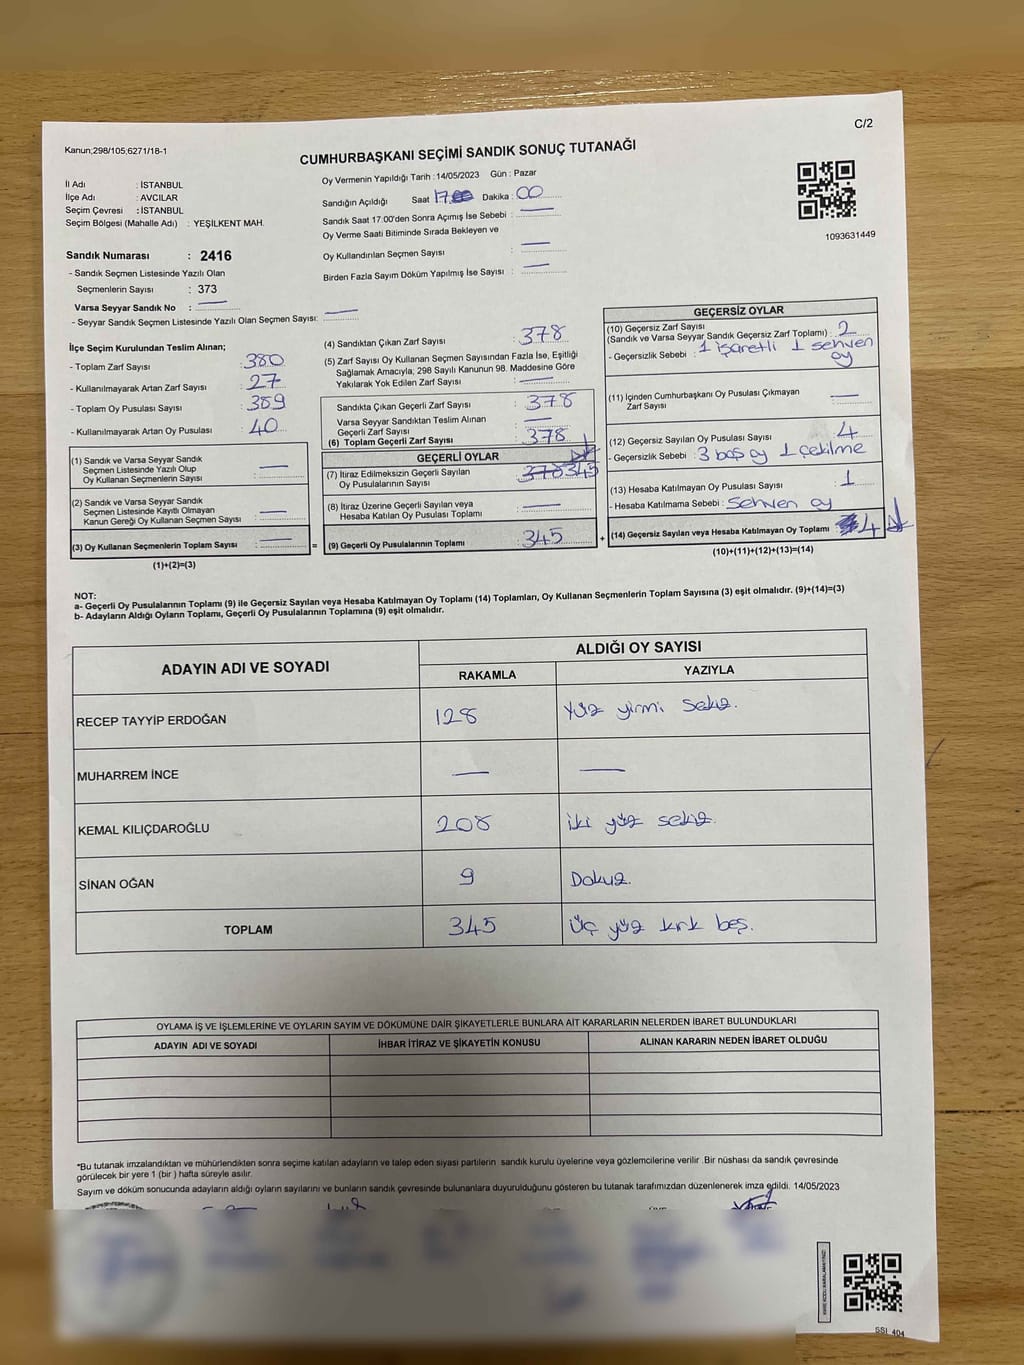 C/2
Kanun;298/105;6271/18-1
CUMHURBAŞKANI SEÇİMİ SANDIK SONUÇ TUTANAĞI
İl Adı : İSTANBUL
İlçe Adı : AVCILAR
Seçim Çevresi : İSTANBUL
Seçim Bölgesi (Mahalle Adı) : YEŞİLKENT MAH.
Oy Vermenin Yapıldığı Tarih : 14/05/2023 Gün : Pazar
Sandığın Açıldığı Saat 17.00 Dakika : 00
Sandık Saat 17:00'den Sonra Açımış İse Sebebi : —
Oy Verme Saati Bitiminde Sırada Bekleyen ve
Oy Kullandırılan Seçmen Sayısı : —
Birden Fazla Sayım Döküm Yapılmış İse Sayısı : —
1093631449
Sandık Numarası : 2416
- Sandık Seçmen Listesinde Yazılı Olan
Seçmenlerin Sayısı : 373
Varsa Seyyar Sandık No : —
- Seyyar Sandık Seçmen Listesinde Yazılı Olan Seçmen Sayısı: —
İlçe Seçim Kurulundan Teslim Alınan;
- Toplam Zarf Sayısı : 380
- Kullanılmayarak Artan Zarf Sayısı : 27
- Toplam Oy Pusulası Sayısı : 389
- Kullanılmayarak Artan Oy Pusulası : 40
(1) Sandık ve Varsa Seyyar Sandık
Seçmen Listesinde Yazılı Olup
Oy Kullanan Seçmenlerin Sayısı : —
(2) Sandık ve Varsa Seyyar Sandık
Seçmen Listesinde Kayıtlı Olmayan
Kanun Gereği Oy Kullanan Seçmen Sayısı : —
(3) Oy Kullanan Seçmenlerin Toplam Sayısı : — =
(1)+(2)=(3)
(4) Sandıktan Çıkan Zarf Sayısı : 378
(5) Zarf Sayısı Oy Kullanan Seçmen Sayısından Fazla İse, Eşitliği
Sağlamak Amacıyla; 298 Sayılı Kanunun 98. Maddesine Göre
Yakılarak Yok Edilen Zarf Sayısı : —
Sandıkta Çıkan Geçerli Zarf Sayısı : 378
Varsa Seyyar Sandıktan Teslim Alınan
Geçerli Zarf Sayısı : —
(6) Toplam Geçerli Zarf Sayısı : 378
GEÇERLİ OYLAR
(7) İtiraz Edilmeksizin Geçerli Sayılan
Oy Pusulalarının Sayısı : 378 345
(8) İtiraz Üzerine Geçerli Sayılan veya
Hesaba Katılan Oy Pusulası Toplamı : —
(9) Geçerli Oy Pusulalarının Toplamı : 345 +
GEÇERSİZ OYLAR
(10) Geçersiz Zarf Sayısı
(Sandık ve Varsa Seyyar Sandık Geçersiz Zarf Toplamı) : 2
- Geçersizlik Sebebi : 1 işaretli 1 sehven
oy
(11) İçinden Cumhurbaşkanı Oy Pusulası Çıkmayan
Zarf Sayısı : —
(12) Geçersiz Sayılan Oy Pusulası Sayısı : 4
- Geçersizlik Sebebi : 3 boş oy 1 çekilme
(13) Hesaba Katılmayan Oy Pusulası Sayısı : 1
- Hesaba Katılmama Sebebi : Sehven oy
(14) Geçersiz Sayılan veya Hesaba Katılmayan Oy Toplamı 4
(10)+(11)+(12)+(13)=(14)
NOT:
a- Geçerli Oy Pusulalarının Toplamı (9) ile Geçersiz Sayılan veya Hesaba Katılmayan Oy Toplamı (14) Toplamları, Oy Kullanan Seçmenlerin Toplam Sayısına (3) eşit olmalıdır. (9)+(14)=(3)
b- Adayların Aldığı Oyların Toplamı, Geçerli Oy Pusulalarının Toplamına (9) eşit olmalıdır.
ADAYIN ADI VE SOYADI ALDIĞI OY SAYISI
RAKAMLA YAZIYLA
RECEP TAYYİP ERDOĞAN 128 Yüz yirmi sekiz.
MUHARREM İNCE — —
KEMAL KILIÇDAROĞLU 208 iki yüz sekiz.
SİNAN OĞAN 9 Dokuz.
TOPLAM 345 Üç yüz kırk beş.
OYLAMA İŞ VE İŞLEMLERİNE VE OYLARIN SAYIM VE DÖKÜMÜNE DAİR ŞİKAYETLERLE BUNLARA AİT KARARLARIN NELERDEN İBARET BULUNDUKLARI
ADAYIN ADI VE SOYADI İHBAR İTİRAZ VE ŞİKAYETİN KONUSU ALINAN KARARIN NEDEN İBARET OLDUĞU
*Bu tutanak imzalandıktan ve mühürlendikten sonra seçime katılan adayların ve talep eden siyasi partilerin sandık kurulu üyelerine veya gözlemcilerine verilir .Bir nüshası da sandık çevresinde
görülecek bir yere 1 (bir ) hafta süreyle asılır.
Sayım ve döküm sonucunda adayların aldığı oyların sayılarını ve bunların sandık çevresinde bulunanlara duyurulduğunu gösteren bu tutanak tarafımızdan düzenlenerek imza edildi. 14/05/2023
SSI_404